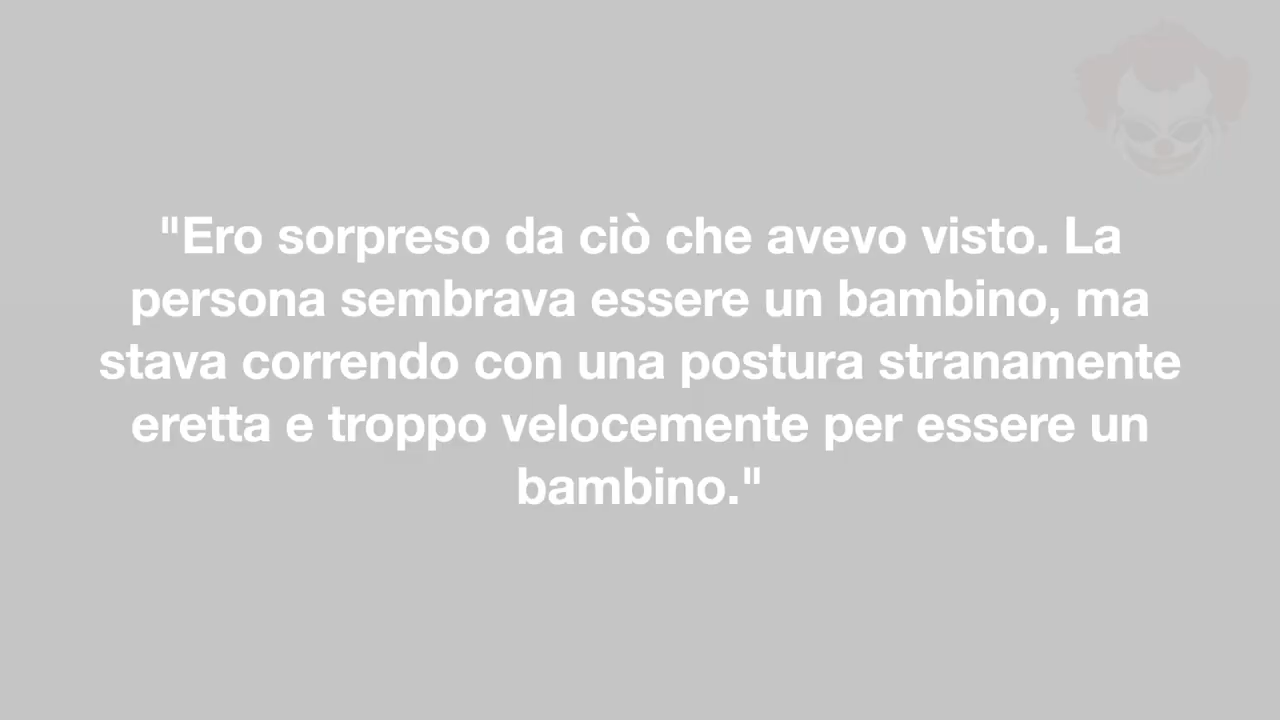 "Ero sorpreso da ciò che avevo visto. La
persona sembrava essere un bambino, ma
stava correndo con una postura stranamente
eretta e troppo velocemente per essere un
bambino."